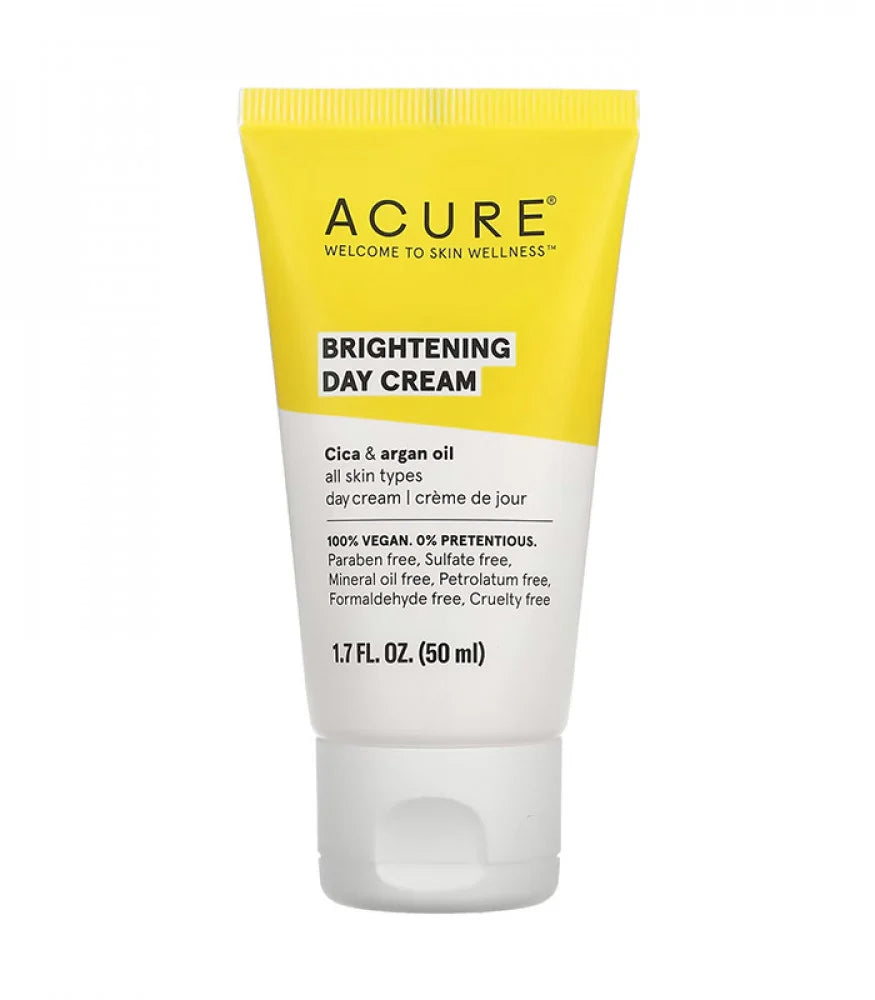 ACURE®
WELCOME TO SKIN WELLNESS™
BRIGHTENING
DAY CREAM
Cica & argan oil
all skin types
day cream | crème de jour
100% VEGAN. 0% PRETENTIOUS.
Paraben free, Sulfate free,
Mineral oil free, Petrolatum free,
Formaldehyde free, Cruelty free
1.7 FL. OZ. (50 ml)